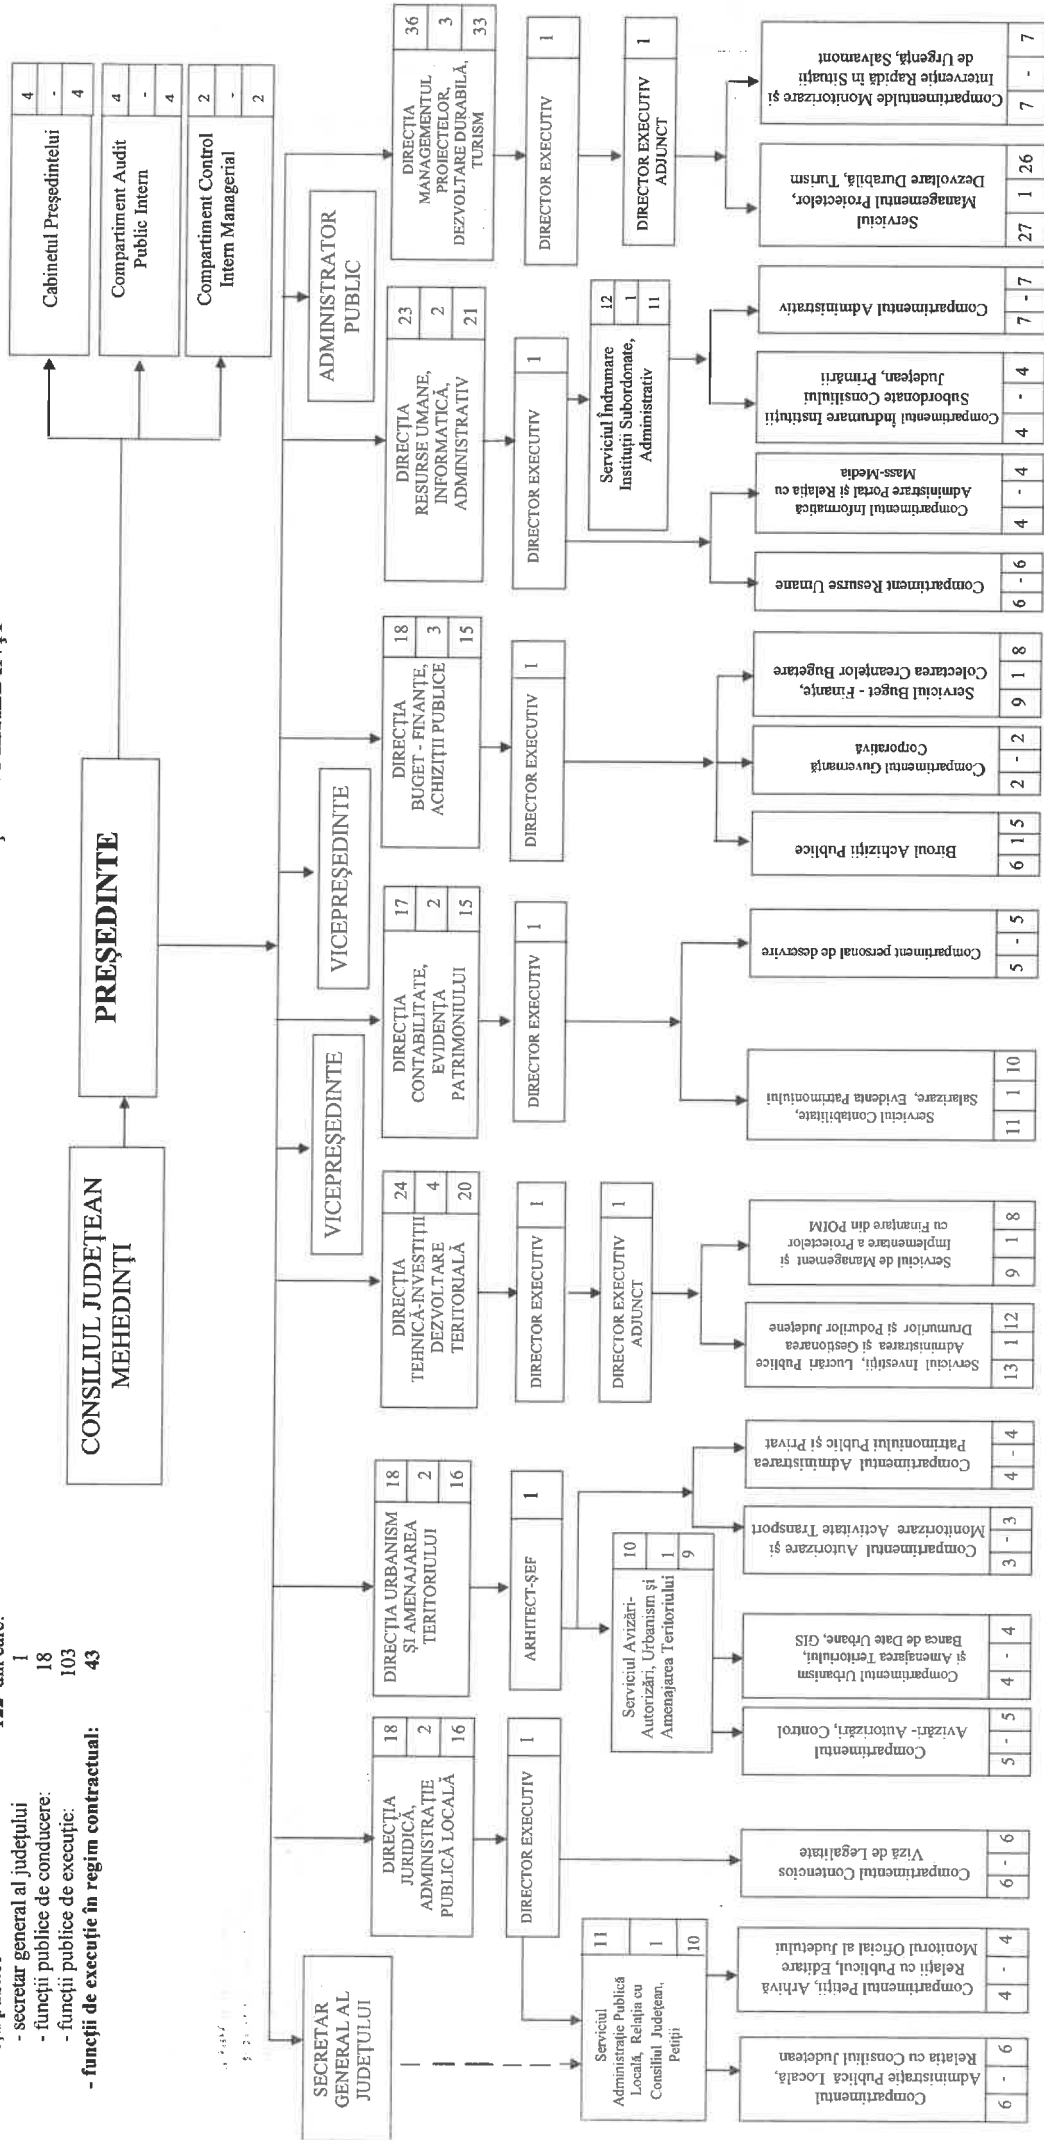 122 din care:
- secretar general al județului 1
- funcții publice de conducere: 18
- funcții publice de execuție: 103
- funcții de execuție în regim contractual: 43
CONSILIUL JUDEȚEAN
MEHEDINȚI
PREȘEDINTE
Cabinetul Președintelui
4
-
4
Compartiment Audit
Public Intern
4
-
4
Compartiment Control
Intern Managerial
2
-
2
SECRETAR
GENERAL AL
JUDEȚULUI
VICEPREȘEDINTE
VICEPREȘEDINTE
ADMINISTRATOR
PUBLIC
DIRECȚIA
JURIDICĂ,
ADMINISTRAȚIE
PUBLICĂ LOCALĂ
18
2
16
DIRECȚIA URBANISM
ȘI AMENAJAREA
TERITORIULUI
18
2
16
DIRECȚIA
TEHNICĂ-INVESTIȚII
DEZVOLTARE
TERITORIALĂ
24
4
20
DIRECȚIA
CONTABILITATE,
EVIDENȚA
PATRIMONIULUI
17
2
15
DIRECȚIA
BUGET - FINANȚE,
ACHIZIȚII PUBLICE
18
3
15
DIRECȚIA
RESURSE UMANE,
INFORMATICĂ,
ADMINISTRATIV
23
2
21
DIRECȚIA
MANAGEMENTUL
PROIECTELOR,
DEZVOLTARE DURABILĂ,
TURISM
36
3
33
DIRECTOR EXECUTIV 1
ARHITECT-ȘEF 1
DIRECTOR EXECUTIV 1
DIRECTOR EXECUTIV 1
DIRECTOR EXECUTIV 1
DIRECTOR EXECUTIV 1
DIRECTOR EXECUTIV 1
DIRECTOR EXECUTIV
ADJUNCT
1
DIRECTOR EXECUTIV
ADJUNCT
1
Serviciul
Administrație Publică
Locală, Relația cu
Consiliul Județean,
Petiții
11
1
10
Serviciul Avizări-
Autorizări, Urbanism și
Amenajarea Teritoriului
10
1
9
Serviciul Îndrumare
Instituții Subordonate,
Administrativ
12
1
11
Compartimentul
Administrație Publică Locală,
Relația cu Consiliul Județean
6 - 6
Compartimentul Petiții, Arhivă
Relații cu Publicul, Editare
Monitorul Oficial al Județului
4 - 4
Compartimentul Contencios
Viză de Legalitate
6 - 6
Compartimentul
Avizări- Autorizări, Control
5 - 5
Compartimentul Urbanism
și Amenajarea Teritoriului,
Banca de Date Urbane, GIS
4 - 4
Compartimentul Autorizare și
Monitorizare Activitate Transport
3 - 3
Compartimentul Administrarea
Patrimoniului Public și Privat
4 - 4
Serviciul Investiții, Lucrări Publice
Administrarea și Gestionarea
Drumurilor și Podurilor Județene
13 1 12
Serviciul de Management și
Implementare a Proiectelor
cu Finanțare din POIM
9 1 8
Serviciul Contabilitate,
Salarizare, Evidența Patrimoniului
11 1 10
Compartiment personal de deservire
5 - 5
Biroul Achiziții Publice
6 1 5
Compartimentul Guvernanță
Corporativă
2 - 2
Serviciul Buget - Finanțe,
Colectarea Creanțelor Bugetare
9 1 8
Compartiment Resurse Umane
6 - 6
Compartimentul Informatică
Administrare Portal și Relația cu
Mass-Media
4 - 4
Compartimentul Îndrumare Instituții
Subordonate Consiliului
Județean, Primării
4 - 4
Compartimentul Administrativ
7 - 7
Serviciul
Managementul Proiectelor,
Dezvoltare Durabilă, Turism
27 1 26
Compartimentulde Monitorizare și
Intervenție Rapidă în Situații
de Urgență, Salvamont
7 - 7